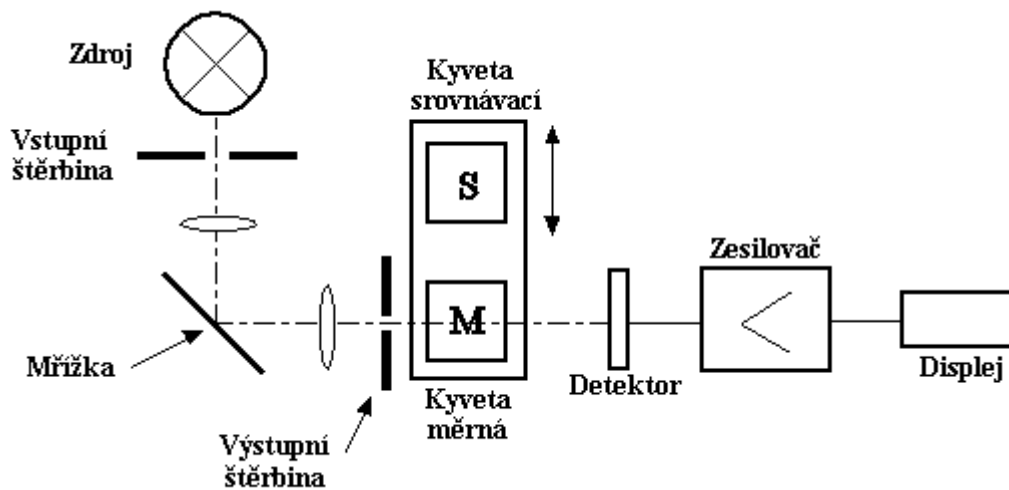 Zdroj
Vstupní
štěrbina
Kyveta
srovnávací
S
M
Mřížka
Výstupní
štěrbina
Kyveta
měrná
Detektor
Zesilovač
Displej